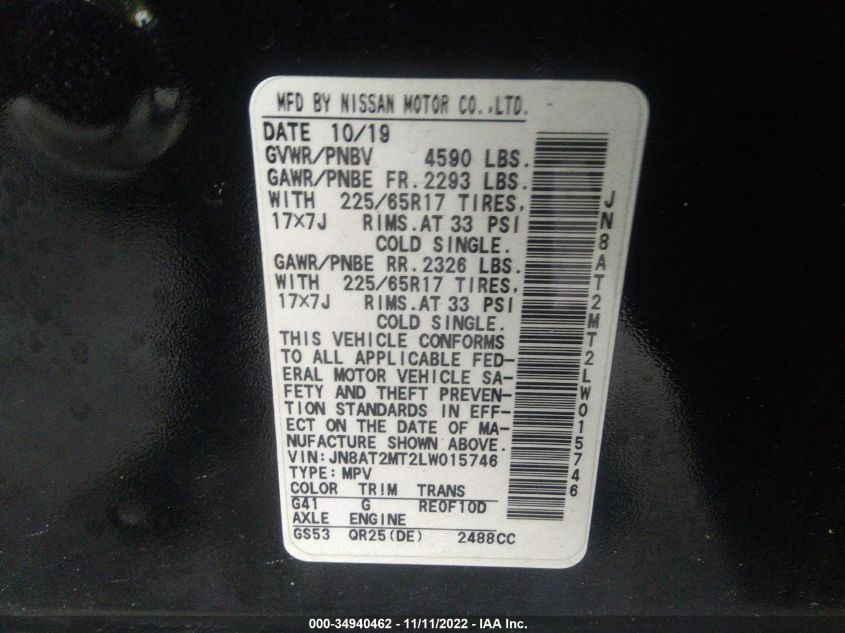 MFD BY NISSAN MOTOR CO.,LTD.
DATE 10/19
GVWR/PNBV 4590 LBS.
GAWR/PNBE FR. 2293 LBS.
WITH 225/65R17 TIRES,
17×7J RIMS. AT 33 PSI
COLD SINGLE.
GAWR/PNBE RR. 2326 LBS.
WITH 225/65R17 TIRES,
17×7J RIMS. AT 33 PSI
COLD SINGLE.
THIS VEHICLE CONFORMS
TO ALL APPLICABLE FED-
ERAL MOTOR VEHICLE SA-
FETY AND THEFT PREVEN-
TION STANDARDS IN EFF-
ECT ON THE DATE OF MA-
NUFACTURE SHOWN ABOVE.
VIN: JN8AT2MT2LW015746
TYPE: MPV
COLOR TRIM TRANS
G41 G RE0F10D
AXLE ENGINE
GS53 QR25(DE) 2488CC
JN8AT2MT2LW015746
000-34940462 - 11/11/2022 - IAA Inc.